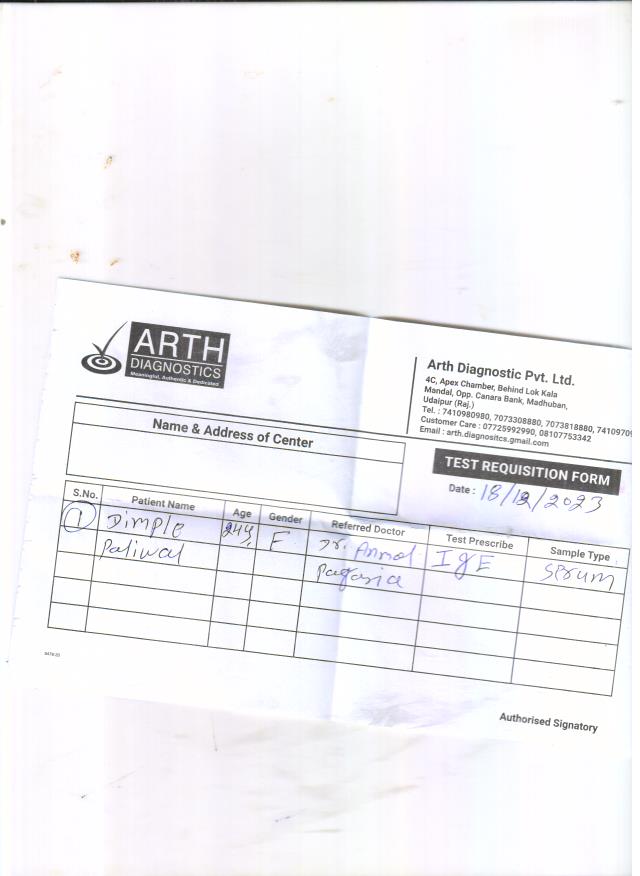 ARTH
DIAGNOSTICS
Meaningful, Authentic & Dedicated
Arth Diagnostic Pvt. Ltd.
4C, Apex Chamber, Behind Lok Kala
Mandal, Opp. Canara Bank, Madhuban,
Udaipur (Raj.)
Tel. : 7410980980, 7073308880, 7073818880, 74109709
Customer Care : 07725992990, 08107753342
Email : arth.diagnositcs.gmail.com
Name & Address of Center
TEST REQUISITION FORM
Date : 18/12/2023
S.No. Patient Name Age Gender Referred Doctor Test Prescribe Sample Type
1 Dimple 24y F Dr. Anmol IgE Serum
Paliwal
Authorised Signatory